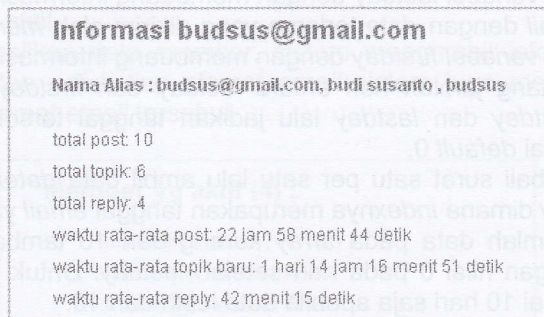 Informasi budsus@gmail.com
Nama Alias : budsus@gmail.com, budi susanto , budsus
total post: 10
total topik: 6
total reply: 4
waktu rata-rata post: 22 jam 58 menit 44 detik
waktu rata-rata topik baru: 1 hari 14 jam 16 menit 51 detik
waktu rata-rata reply: 42 menit 15 detik